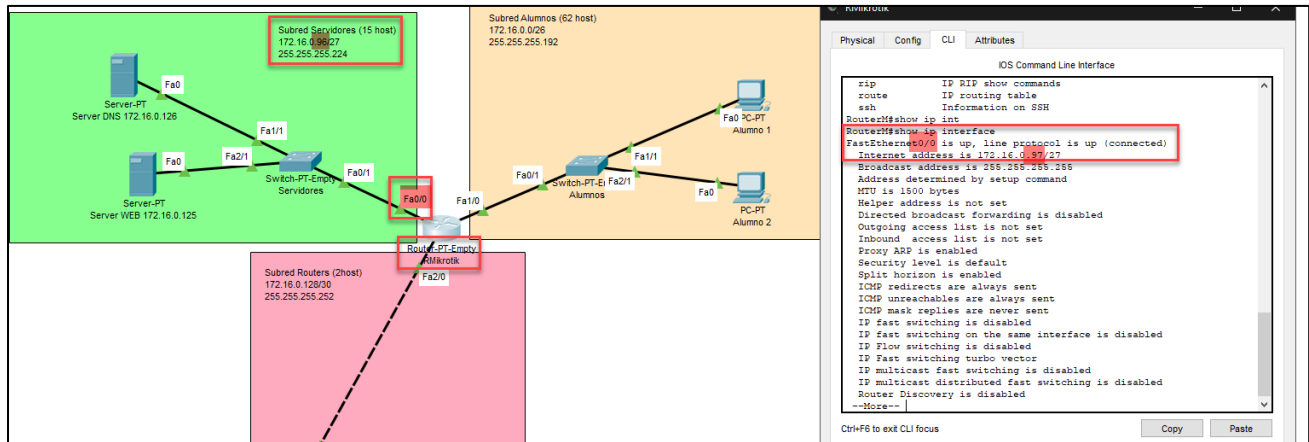 Subred Servidores (15 host)
172.16.0.96/27
255.255.255.224
Fa0
Server-PT
Server DNS 172.16.0.126
Fa1/1
Fa0
Fa2/1
Server-PT
Server WEB 172.16.0.125
Switch-PT-Empty
Servidores
Fa0/1
Fa0/0
Subred Alumnos (62 host)
172.16.0.0/26
255.255.255.192
Fa0
PC-PT
Alumno 1
Fa1/1
Fa0/1
Fa2/1
Alumnos
Fa0
PC-PT
Alumno 2
Fa1/0
Router-PT-Empty
RMikrotik
Fa2/0
Subred Routers (2host)
172.16.0.128/30
255.255.255.252
RMikrotik
Physical Config CLI Attributes
IOS Command Line Interface
rip IP RIP show commands
route IP routing table
ssh Information on SSH
RouterM#show ip int
RouterM#show ip interface
FastEthernet0/0 is up, line protocol is up (connected)
Internet address is 172.16.0.97/27
Broadcast address is 255.255.255.255
Address determined by setup command
MTU is 1500 bytes
Helper address is not set
Directed broadcast forwarding is disabled
Outgoing access list is not set
Inbound access list is not set
Proxy ARP is enabled
Security level is default
Split horizon is enabled
ICMP redirects are always sent
ICMP unreachables are always sent
ICMP mask replies are never sent
IP fast switching is disabled
IP fast switching on the same interface is disabled
IP Flow switching is disabled
IP Fast switching turbo vector
IP multicast fast switching is disabled
IP multicast distributed fast switching is disabled
Router Discovery is disabled
--More--
Ctrl+F6 to exit CLI focus
Copy
Paste